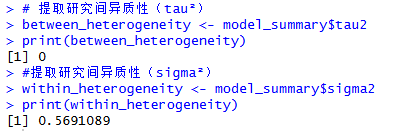 > # 提取研究间异质性（tau²）
> between_heterogeneity <- model_summary$tau2
> print(between_heterogeneity)
[1] 0
> #提取研究间异质性（sigma²）
> within_heterogeneity <- model_summary$sigma2
> print(within_heterogeneity)
[1] 0.5691089